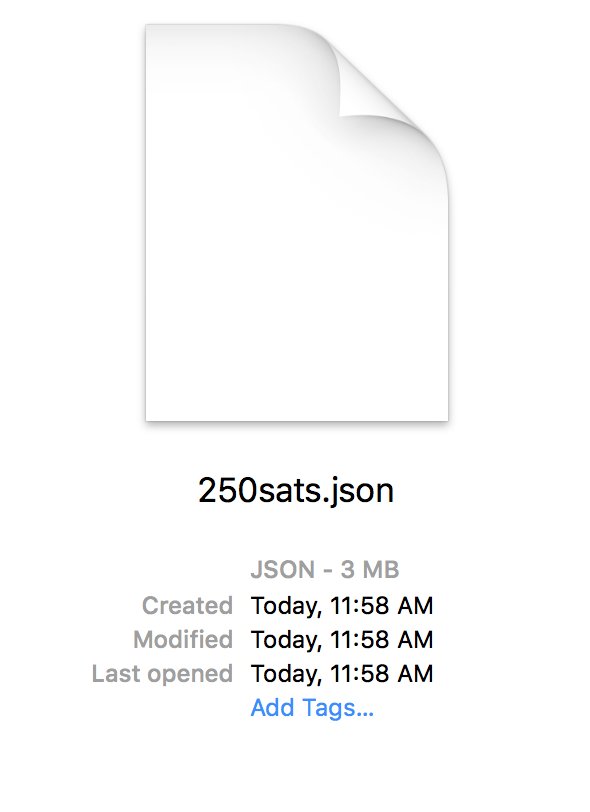 250sats.json
JSON - 3 MB
Created Today, 11:58 AM
Modified Today, 11:58 AM
Last opened Today, 11:58 AM
Add Tags...